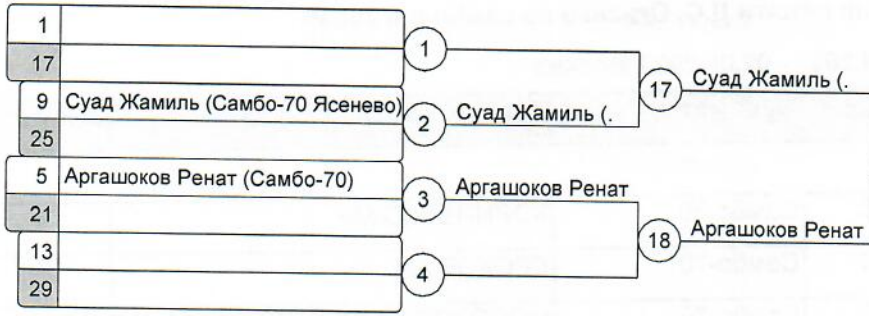 1
17
1
9 Суад Жамиль (Самбо-70 Ясенево)
25
2
Суад Жамиль (.
17
Суад Жамиль (.
5 Аргашоков Ренат (Самбо-70)
21
3
Аргашоков Ренат
13
29
4
18
Аргашоков Ренат